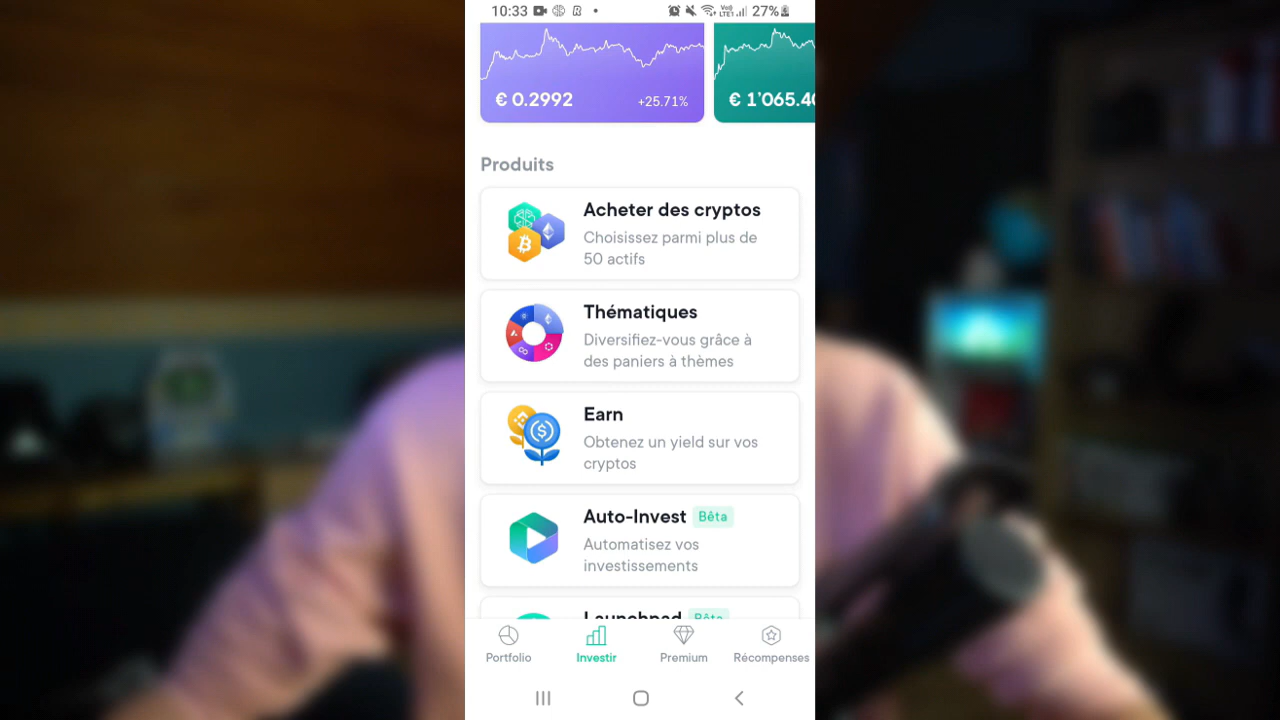 10:33
27%
€ 0.2992
+25.71%
€ 1’065.40
Produits
Acheter des cryptos
Choisissez parmi plus de
50 actifs
Thématiques
Diversifiez-vous grâce à
des paniers à thèmes
Earn
Obtenez un yield sur vos
cryptos
Auto-Invest Bêta
Automatisez vos
investissements
Launchpad Bêta
Portfolio
Investir
Premium
Récompenses